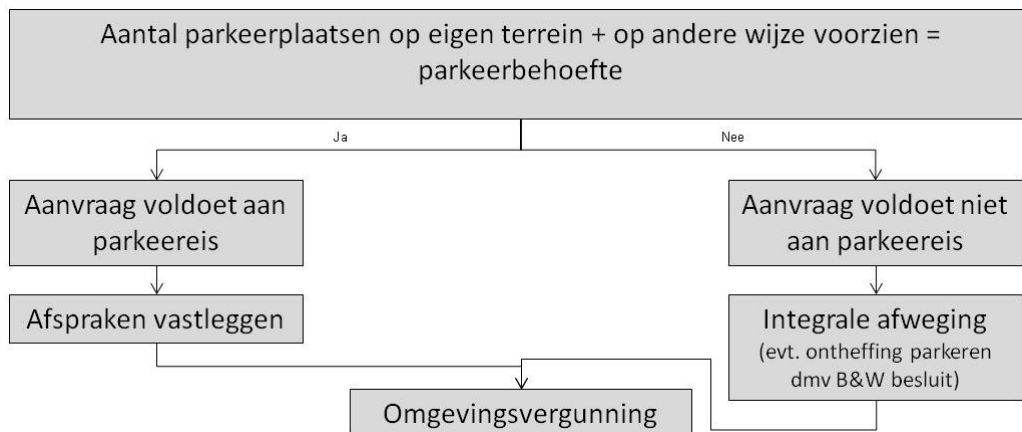 Aantal parkeerplaatsen op eigen terrein + op andere wijze voorzien =
parkeerbehoefte
Ja
Nee
Aanvraag voldoet aan
parkeereis
Aanvraag voldoet niet
aan parkeereis
Afspraken vastleggen
Integrale afweging
(evt. ontheffing parkeren
dmv B&W besluit)
Omgevingsvergunning